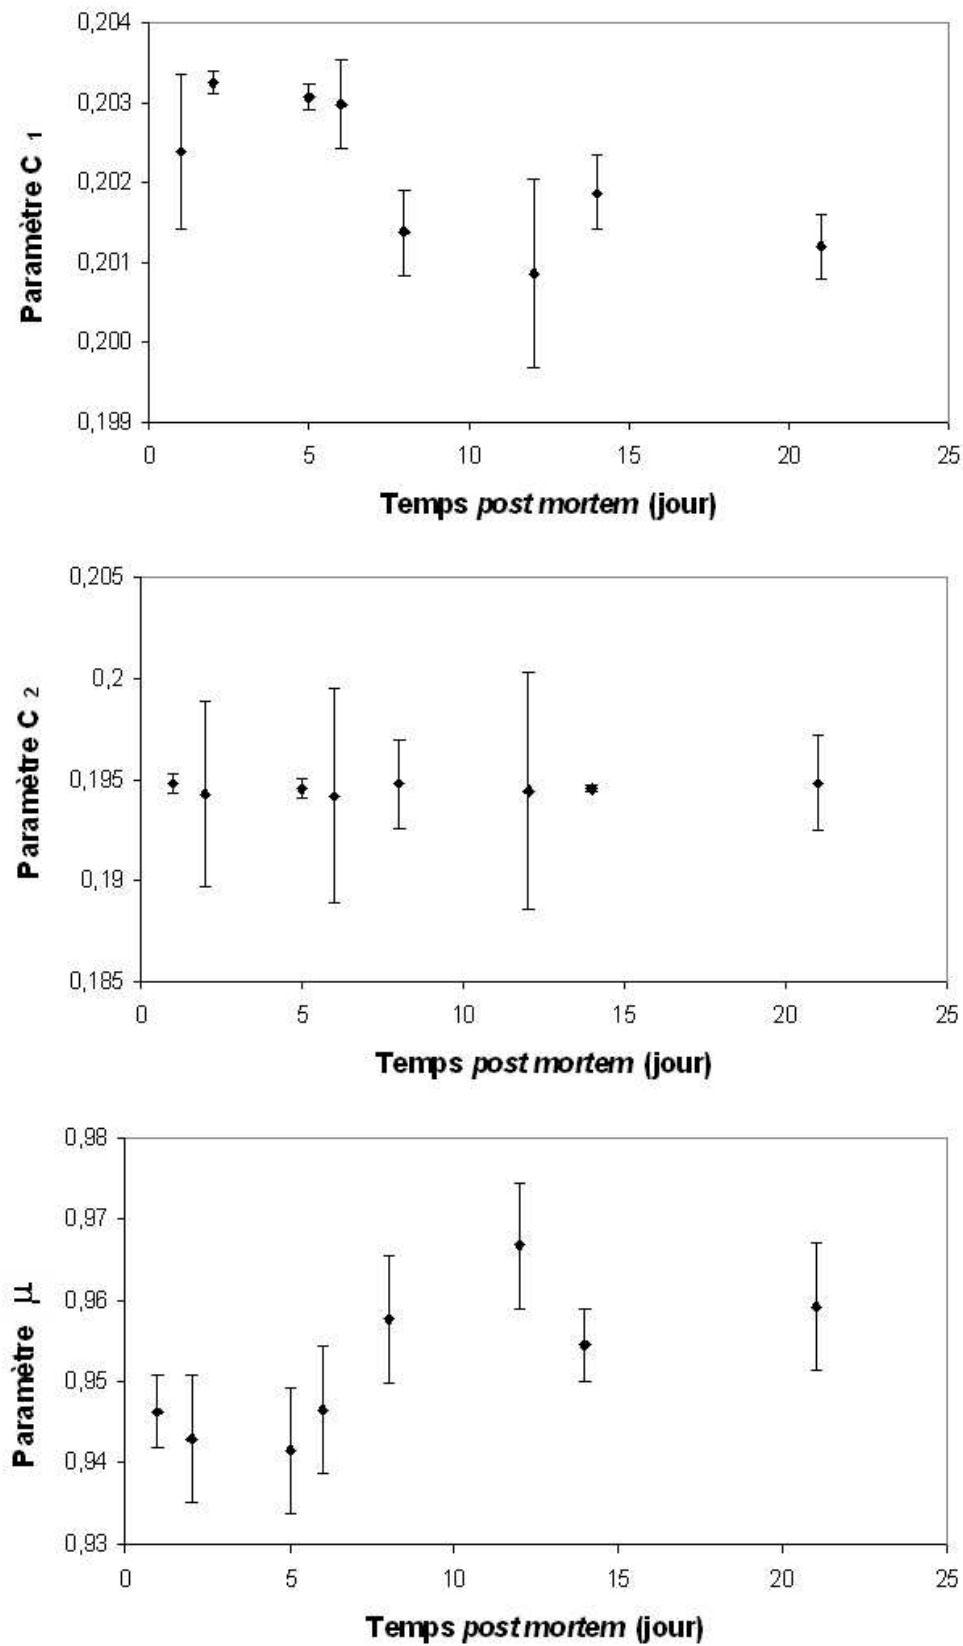 0,204
0,203
0,202
0,201
0,200
0,199
Paramètre C 1
0 5 10 15 20 25
Temps post mortem (jour)
0,205
0,2
0,195
0,19
0,185
Paramètre C 2
0 5 10 15 20 25
Temps post mortem (jour)
0,98
0,97
0,96
0,95
0,94
0,93
Paramètre µ
0 5 10 15 20 25
Temps post mortem (jour)